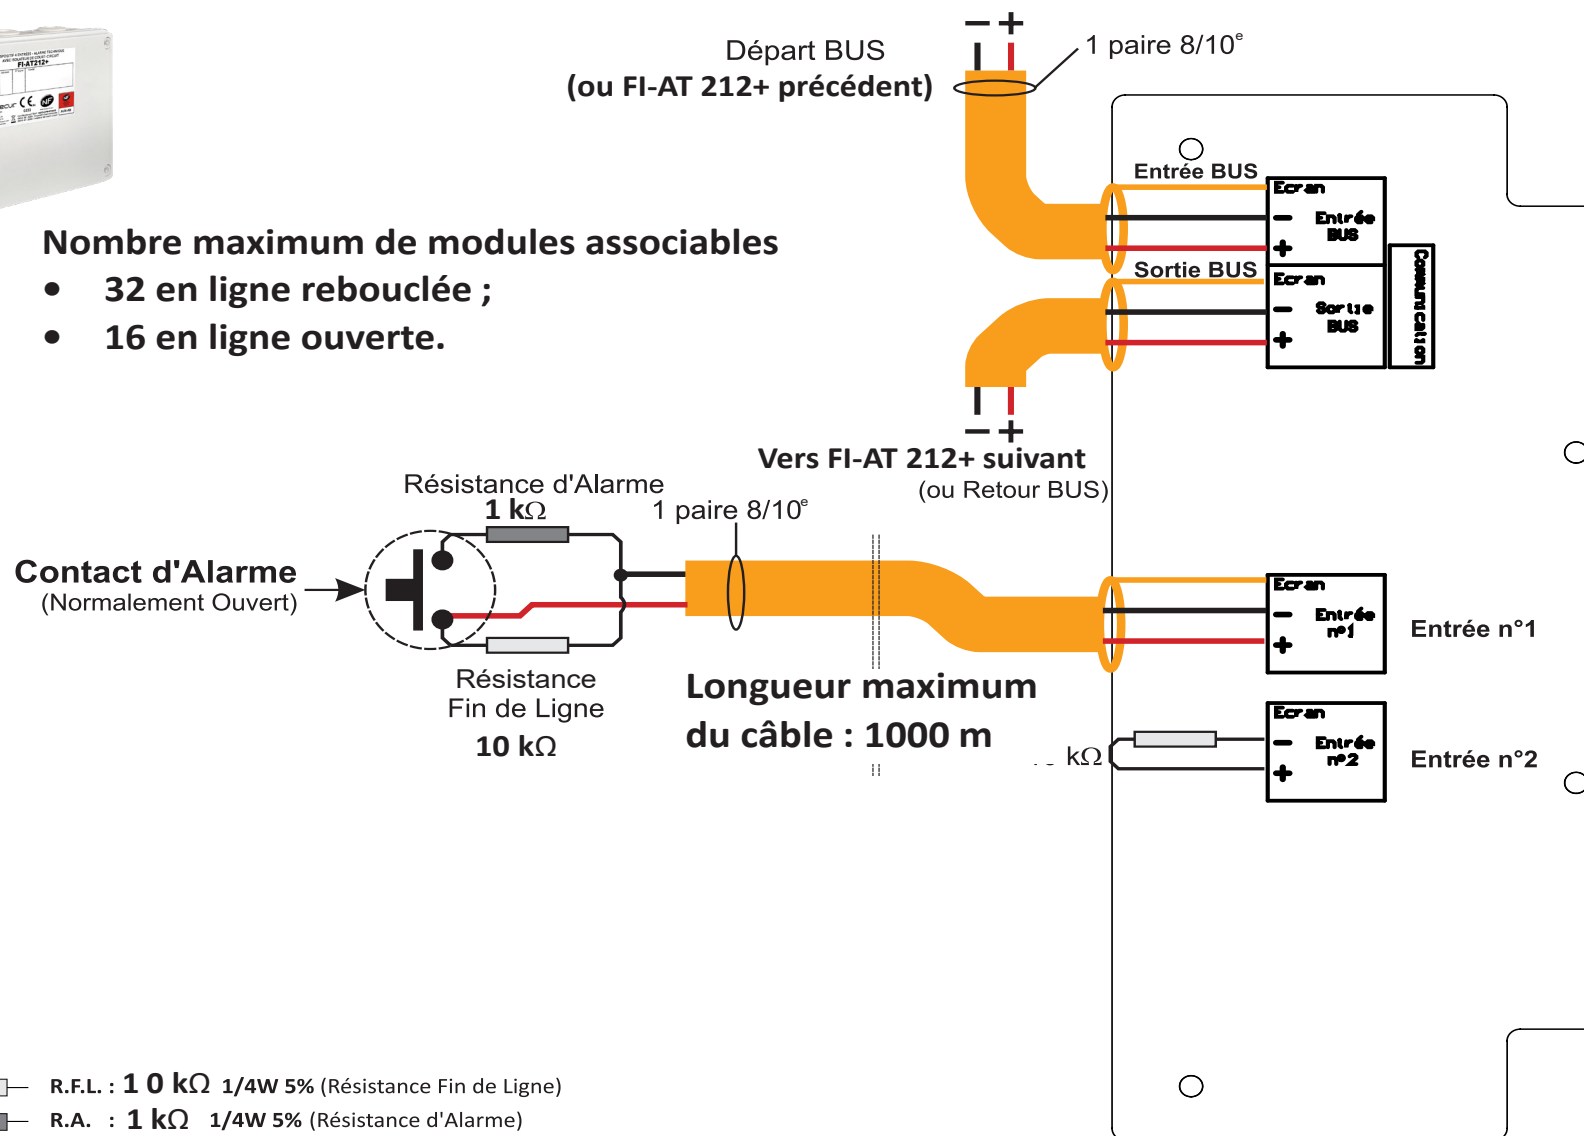 FI-AT212+
Départ BUS
(ou FI-AT 212+ précédent)
− +
1 paire 8/10e
Entrée BUS
Ecran
− Entrée
BUS
+
Sortie BUS
Ecran
− Sortie
BUS
+
Communication
Nombre maximum de modules associables
• 32 en ligne rebouclée ;
• 16 en ligne ouverte.
− +
Vers FI-AT 212+ suivant
(ou Retour BUS)
Résistance d'Alarme
1 kΩ
1 paire 8/10e
Contact d'Alarme
(Normalement Ouvert)
Résistance
Fin de Ligne
10 kΩ
Longueur maximum
du câble : 1000 m
Ecran
− Entrée
n°1
+
Entrée n°1
kΩ
Ecran
− Entrée
n°2
+
Entrée n°2
R.F.L. : 1 0 kΩ 1/4W 5% (Résistance Fin de Ligne)
R.A. : 1 kΩ 1/4W 5% (Résistance d'Alarme)